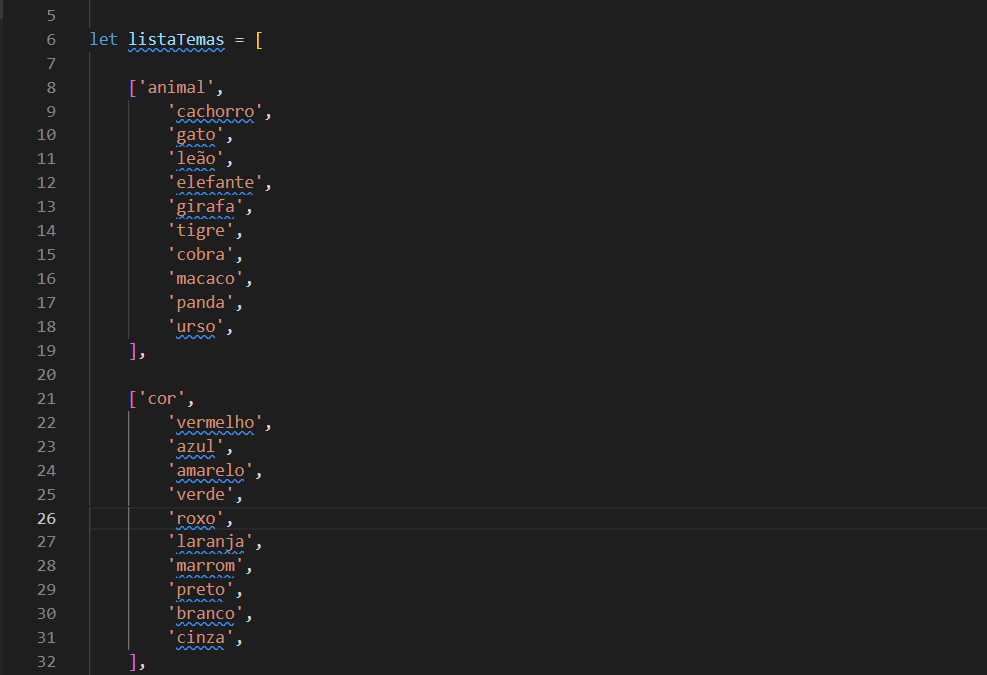 5
6 let listaTemas = [
7
8 ['animal',
9 'cachorro',
10 'gato',
11 'leão',
12 'elefante',
13 'girafa',
14 'tigre',
15 'cobra',
16 'macaco',
17 'panda',
18 'urso',
19 ],
20
21 ['cor',
22 'vermelho',
23 'azul',
24 'amarelo',
25 'verde',
26 'roxo',
27 'laranja',
28 'marrom',
29 'preto',
30 'branco',
31 'cinza',
32 ],